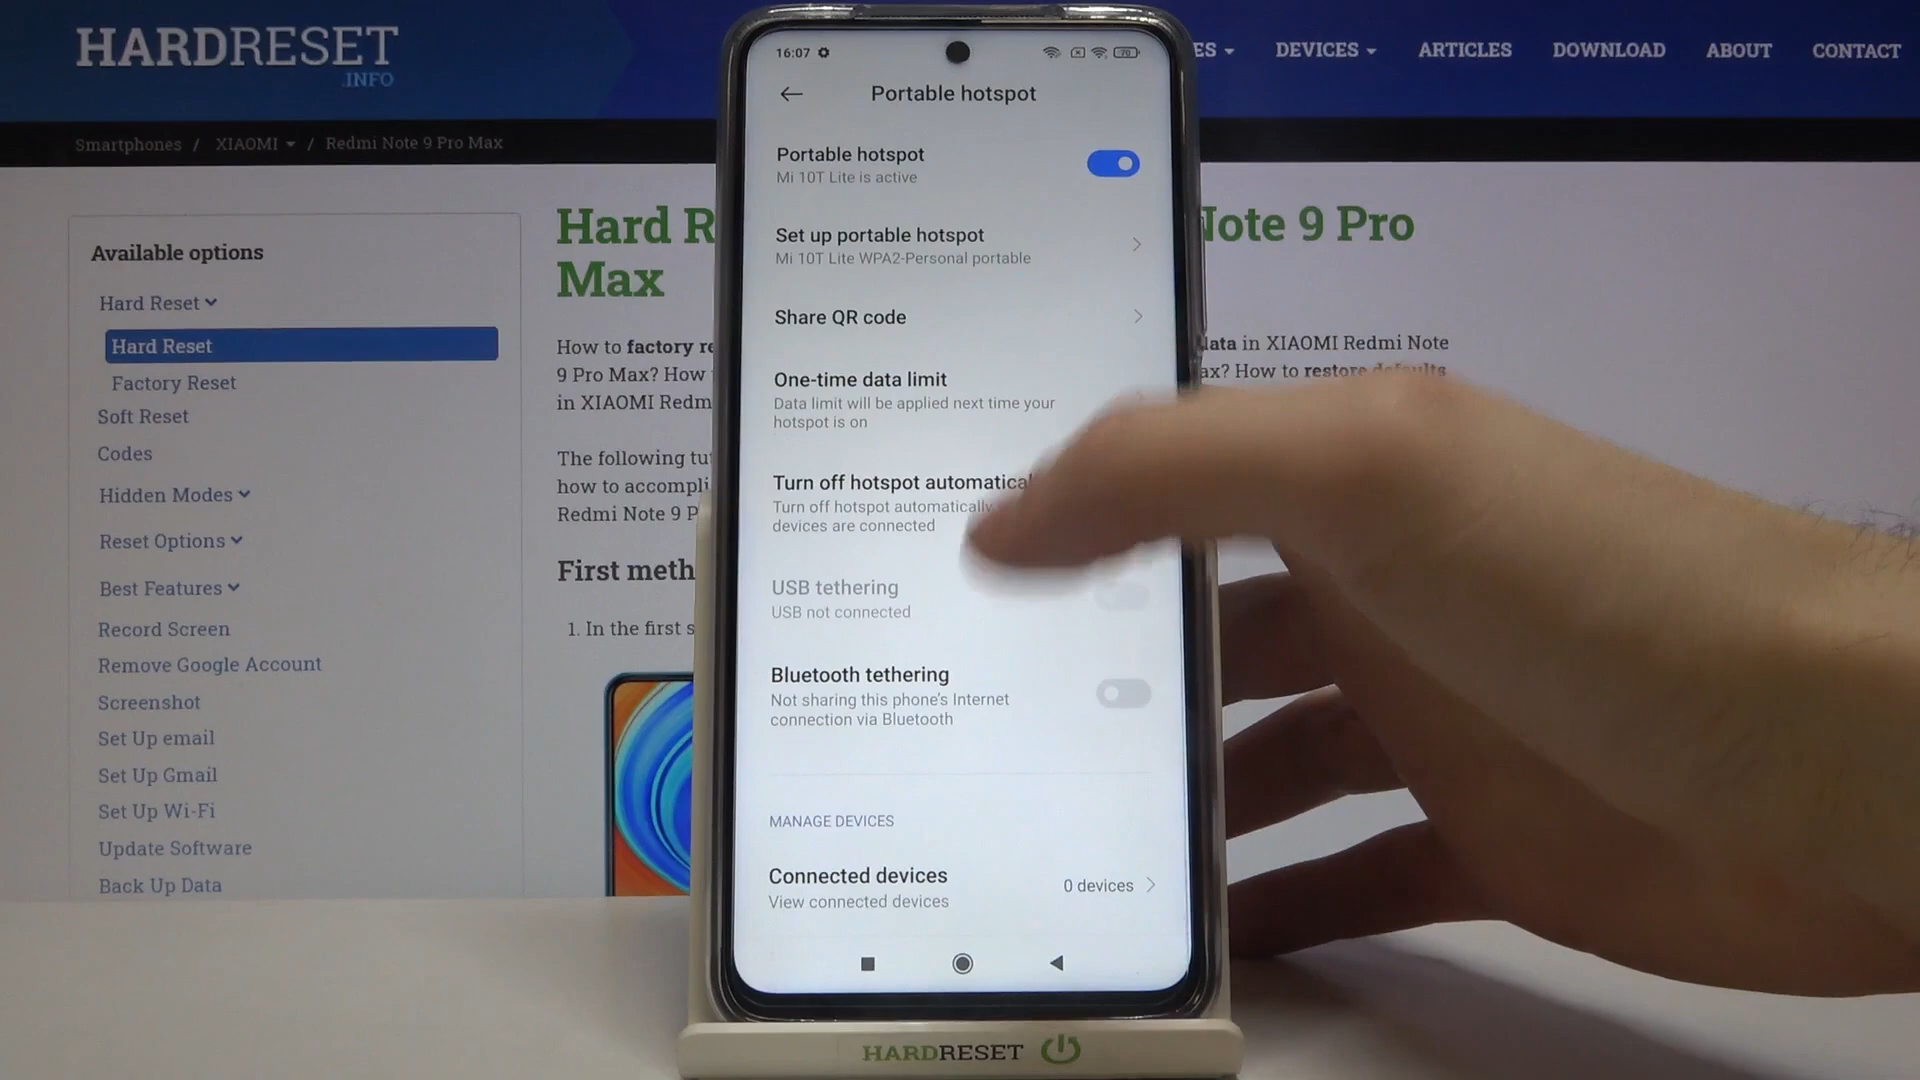 HARDRESET
.INFO
ES
DEVICES
ARTICLES
DOWNLOAD
ABOUT
CONTACT
Smartphones / XIAOMI / Redmi Note 9 Pro Max
Available options
Hard Reset
Hard Reset
Factory Reset
Soft Reset
Codes
Hidden Modes
Reset Options
Best Features
Record Screen
Remove Google Account
Screenshot
Set Up email
Set Up Gmail
Set Up Wi-Fi
Update Software
Back Up Data
Hard R
Note 9 Pro
Max
How to factory re
data in XIAOMI Redmi Note
9 Pro Max? How
ax? How to restore defaults
in XIAOMI Redm
The following tu
how to accompli
Redmi Note 9 P
First meth
1. In the first s
16:07
70
Portable hotspot
Portable hotspot
Mi 10T Lite is active
Set up portable hotspot
Mi 10T Lite WPA2-Personal portable
Share QR code
One-time data limit
Data limit will be applied next time your
hotspot is on
Turn off hotspot automatical
Turn off hotspot automatically
devices are connected
USB tethering
USB not connected
Bluetooth tethering
Not sharing this phone's Internet
connection via Bluetooth
MANAGE DEVICES
Connected devices
0 devices
View connected devices
HARDRESET